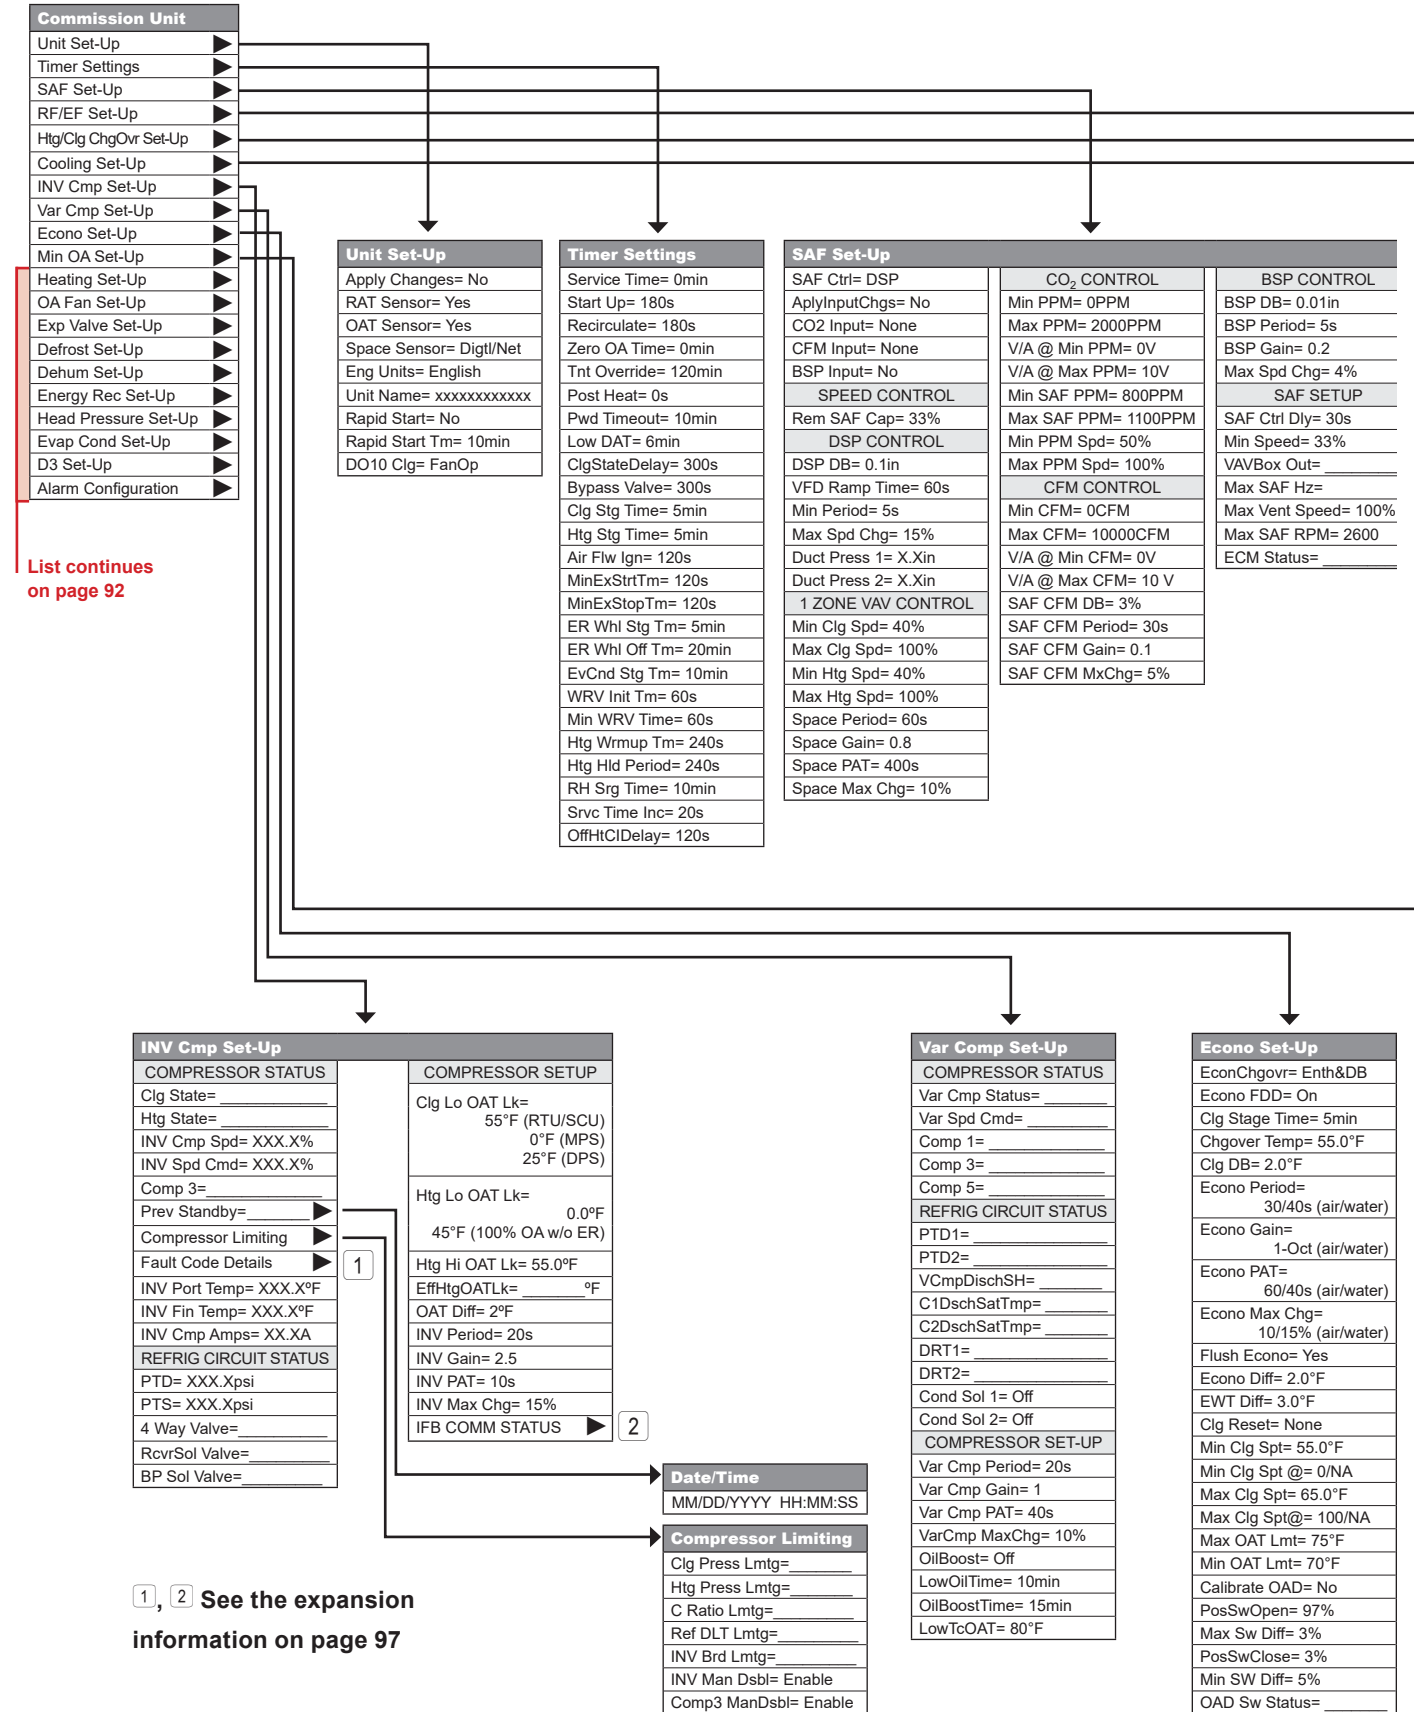 Commission Unit
Unit Set-Up
Timer Settings
SAF Set-Up
RF/EF Set-Up
Htg/Clg ChgOvr Set-Up
Cooling Set-Up
INV Cmp Set-Up
Var Cmp Set-Up
Econo Set-Up
Min OA Set-Up
Heating Set-Up
OA Fan Set-Up
Exp Valve Set-Up
Defrost Set-Up
Dehum Set-Up
Energy Rec Set-Up
Head Pressure Set-Up
Evap Cond Set-Up
D3 Set-Up
Alarm Configuration
List continues
on page 92
Unit Set-Up
Apply Changes= No
RAT Sensor= Yes
OAT Sensor= Yes
Space Sensor= Digtl/Net
Eng Units= English
Unit Name= xxxxxxxxxxxx
Rapid Start= No
Rapid Start Tm= 10min
DO10 Clg= FanOp
Timer Settings
Service Time= 0min
Start Up= 180s
Recirculate= 180s
Zero OA Time= 0min
Tnt Override= 120min
Post Heat= 0s
Pwd Timeout= 10min
Low DAT= 6min
ClgStateDelay= 300s
Bypass Valve= 300s
Clg Stg Time= 5min
Htg Stg Time= 5min
Air Flw Ign= 120s
MinExStrtTm= 120s
MinExStopTm= 120s
ER Whl Stg Tm= 5min
ER Whl Off Tm= 20min
EvCnd Stg Tm= 10min
WRV Init Tm= 60s
Min WRV Time= 60s
Htg Wrmup Tm= 240s
Htg Hld Period= 240s
RH Srg Time= 10min
Srvc Time Inc= 20s
OffHtClDelay= 120s
SAF Set-Up
SAF Ctrl= DSP
AplyInputChgs= No
CO2 Input= None
CFM Input= None
BSP Input= No
SPEED CONTROL
Rem SAF Cap= 33%
DSP CONTROL
DSP DB= 0.1in
VFD Ramp Time= 60s
Min Period= 5s
Max Spd Chg= 15%
Duct Press 1= X.Xin
Duct Press 2= X.Xin
1 ZONE VAV CONTROL
Min Clg Spd= 40%
Max Clg Spd= 100%
Min Htg Spd= 40%
Max Htg Spd= 100%
Space Period= 60s
Space Gain= 0.8
Space PAT= 400s
Space Max Chg= 10%
CO2 CONTROL
Min PPM= 0PPM
Max PPM= 2000PPM
V/A @ Min PPM= 0V
V/A @ Max PPM= 10V
Min SAF PPM= 800PPM
Max SAF PPM= 1100PPM
Min PPM Spd= 50%
Max PPM Spd= 100%
CFM CONTROL
Min CFM= 0CFM
Max CFM= 10000CFM
V/A @ Min CFM= 0V
V/A @ Max CFM= 10 V
SAF CFM DB= 3%
SAF CFM Period= 30s
SAF CFM Gain= 0.1
SAF CFM MxChg= 5%
BSP CONTROL
BSP DB= 0.01in
BSP Period= 5s
BSP Gain= 0.2
Max Spd Chg= 4%
SAF SETUP
SAF Ctrl Dly= 30s
Min Speed= 33%
VAVBox Out= ________
Max SAF Hz=
Max Vent Speed= 100%
Max SAF RPM= 2600
ECM Status= ________
INV Cmp Set-Up
COMPRESSOR STATUS
Clg State= ____________
Htg State= ____________
INV Cmp Spd= XXX.X%
INV Spd Cmd= XXX.X%
Comp 3=_____________
Prev Standby=_______
Compressor Limiting
Fault Code Details
1
INV Port Temp= XXX.XºF
INV Fin Temp= XXX.XºF
INV Cmp Amps= XX.XA
REFRIG CIRCUIT STATUS
PTD= XXX.Xpsi
PTS= XXX.Xpsi
4 Way Valve=__________
RcvrSol Valve=_________
BP Sol Valve=_________
COMPRESSOR SETUP
Clg Lo OAT Lk=
55°F (RTU/SCU)
0°F (MPS)
25°F (DPS)
Htg Lo OAT Lk=
0.0ºF
45°F (100% OA w/o ER)
Htg Hi OAT Lk= 55.0ºF
EffHtgOATLk= _______ºF
OAT Diff= 2ºF
INV Period= 20s
INV Gain= 2.5
INV PAT= 10s
INV Max Chg= 15%
IFB COMM STATUS
2
Date/Time
MM/DD/YYYY HH:MM:SS
Compressor Limiting
Clg Press Lmtg=_______
Htg Press Lmtg=_______
C Ratio Lmtg=_________
Ref DLT Lmtg=_________
INV Brd Lmtg=_________
INV Man Dsbl= Enable
Comp3 ManDsbl= Enable
1, 2 See the expansion
information on page 97
Var Comp Set-Up
COMPRESSOR STATUS
Var Cmp Status= _______
Var Spd Cmd= _________
Comp 1= _____________
Comp 3= _____________
Comp 5= _____________
REFRIG CIRCUIT STATUS
PTD1= _______________
PTD2= _______________
VCmpDischSH= _______
C1DschSatTmp= _______
C2DschSatTmp= _______
DRT1= _______________
DRT2= _______________
Cond Sol 1= Off
Cond Sol 2= Off
COMPRESSOR SET-UP
Var Cmp Period= 20s
Var Cmp Gain= 1
Var Cmp PAT= 40s
VarCmp MaxChg= 10%
OilBoost= Off
LowOilTime= 10min
OilBoostTime= 15min
LowTcOAT= 80°F
Econo Set-Up
EconChgovr= Enth&DB
Econo FDD= On
Clg Stage Time= 5min
Chgover Temp= 55.0°F
Clg DB= 2.0°F
Econo Period=
30/40s (air/water)
Econo Gain=
1-Oct (air/water)
Econo PAT=
60/40s (air/water)
Econo Max Chg=
10/15% (air/water)
Flush Econo= Yes
Econo Diff= 2.0°F
EWT Diff= 3.0°F
Clg Reset= None
Min Clg Spt= 55.0°F
Min Clg Spt @= 0/NA
Max Clg Spt= 65.0°F
Max Clg Spt@= 100/NA
Max OAT Lmt= 75°F
Min OAT Lmt= 70°F
Calibrate OAD= No
PosSwOpen= 97%
Max Sw Diff= 3%
PosSwClose= 3%
Min SW Diff= 5%
OAD Sw Status= _______